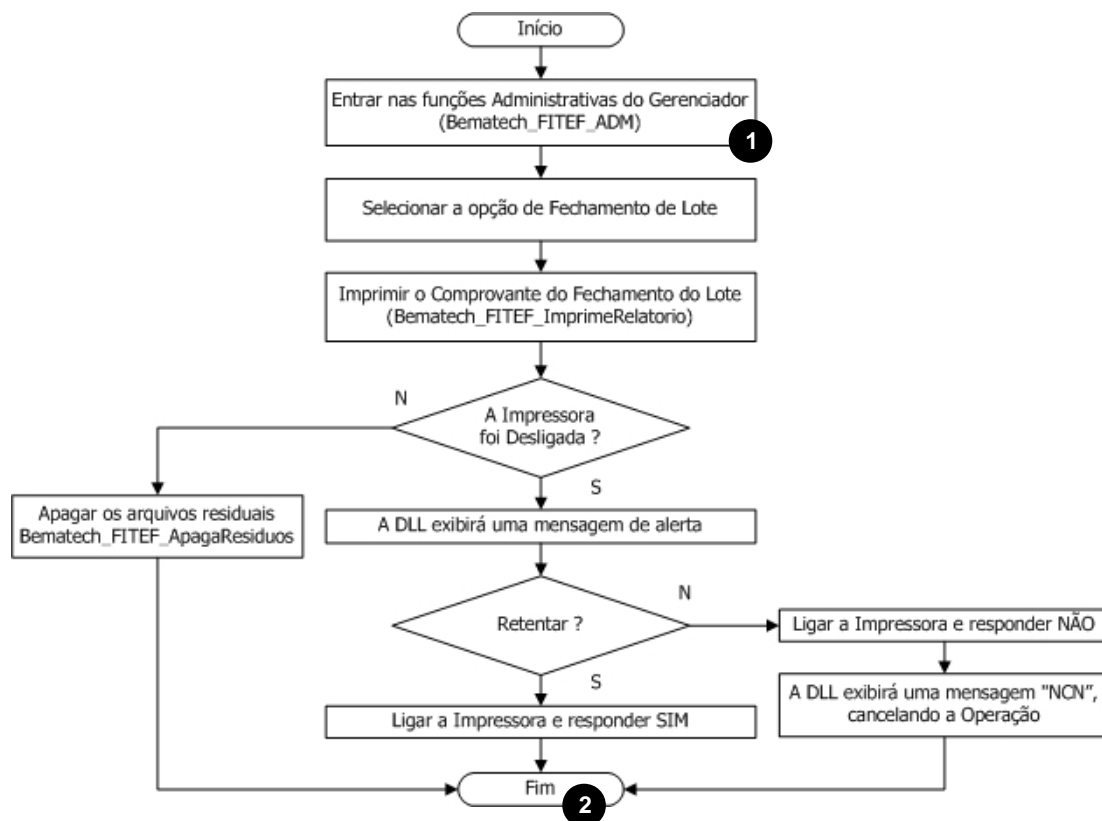 Início
Entrar nas funções Administrativas do Gerenciador
(Bematech_FITEF_ADM)
1
Selecionar a opção de Fechamento de Lote
Imprimir o Comprovante do Fechamento do Lote
(Bematech_FITEF_ImprimeRelatorio)
N
A Impressora
foi Desligada ?
S
Apagar os arquivos residuais
Bematech_FITEF_ApagaResiduos
A DLL exibirá uma mensagem de alerta
N
Retentar ?
Ligar a Impressora e responder NÃO
S
A DLL exibirá uma mensagem "NCN”,
cancelando a Operação
Ligar a Impressora e responder SIM
Fim
2